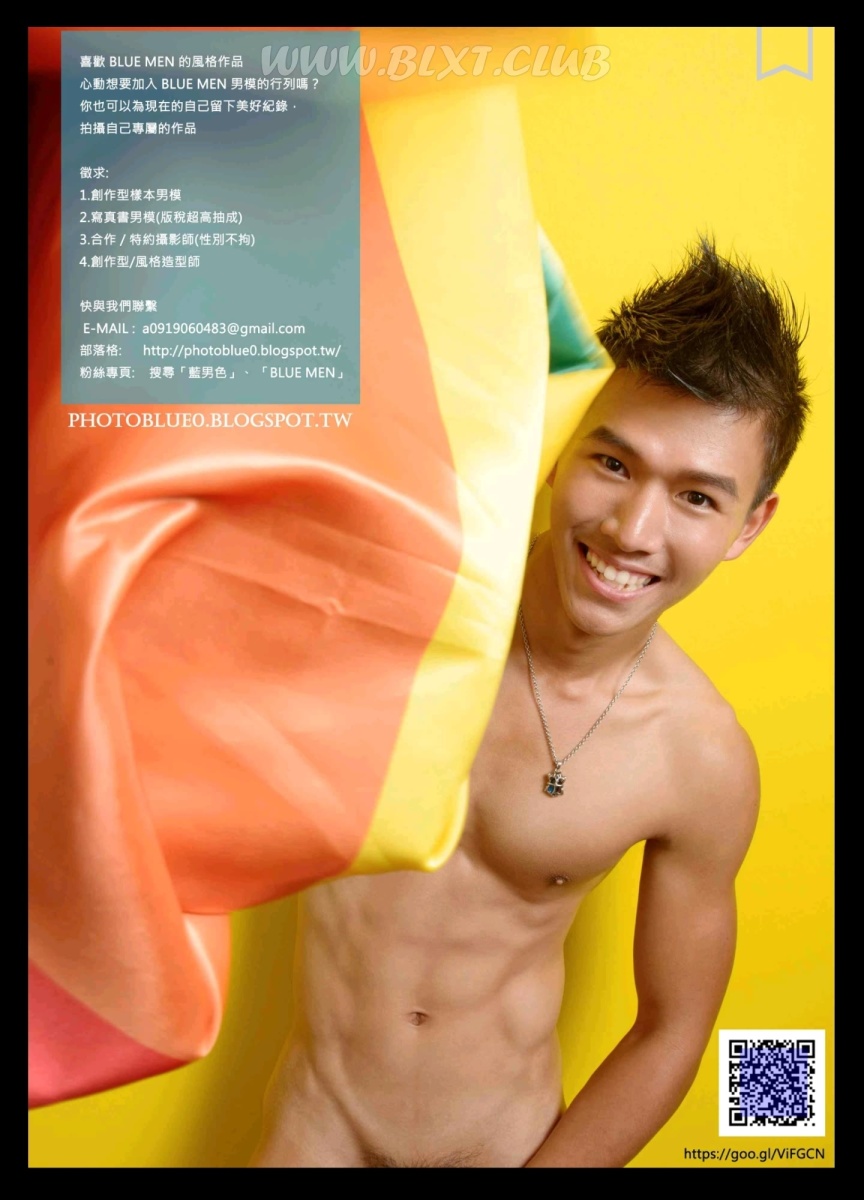 WWW.BLXT.CLUB
喜歡 BLUE MEN 的風格作品
心動想要加入 BLUE MEN 男模的行列嗎？
你也可以為現在的自己留下美好紀錄，
拍攝自己專屬的作品
徵求:
1.創作型樣本男模
2.寫真書男模(版稅超高抽成)
3.合作 / 特約攝影師(性別不拘)
4.創作型/風格造型師
快與我們聯繫
E-MAIL : a0919060483@gmail.com
部落格: http://photoblue0.blogspot.tw/
粉絲專頁: 搜尋「藍男色」、「BLUE MEN」
PHOTOBLUE0.BLOGSPOT.TW
https://goo.gl/ViFGCN